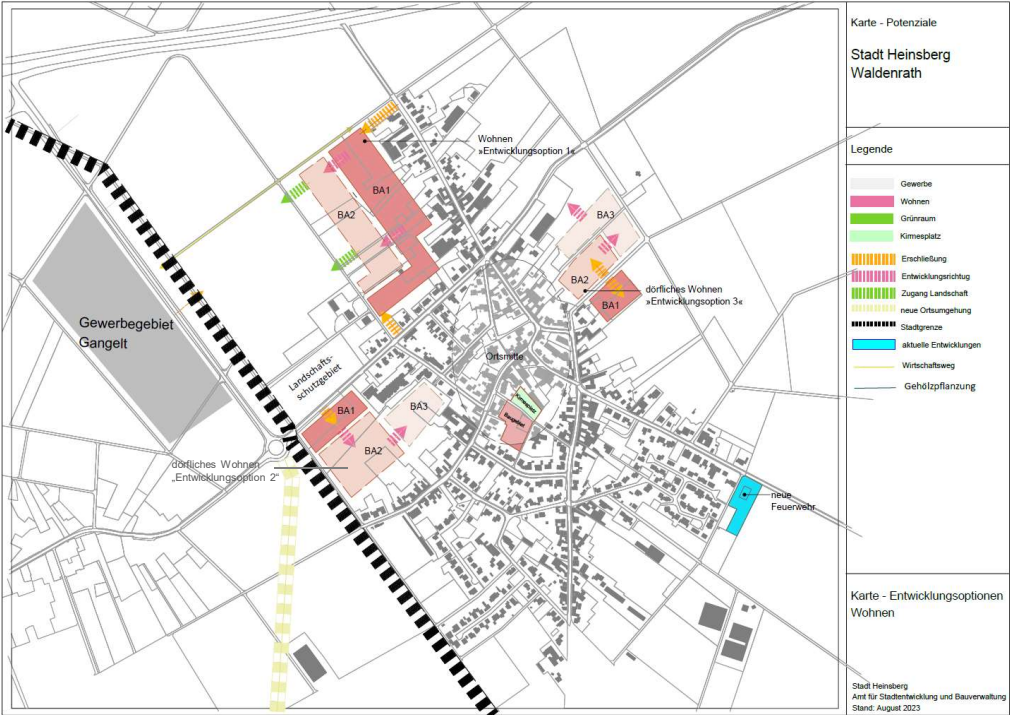 Karte - Potenziale
Stadt Heinsberg
Waldenrath
Legende
Gewerbe
Wohnen
Grünraum
Kirmesplatz
Erschließung
Entwicklungsrichtug
Zugang Landschaft
neue Ortsumgehung
Stadtgrenze
aktuelle Entwicklungen
Wirtschaftsweg
Gehölzpflanzung
Karte - Entwicklungsoptionen
Wohnen
Stadt Heinsberg
Amt für Stadtentwicklung und Bauverwaltung
Stand: August 2023
Wohnen
»Entwicklungsoption 1«
BA1
BA2
BA3
BA2
BA1
dörfliches Wohnen
»Entwicklungsoption 3«
Gewerbegebiet
Gangelt
Landschafts-
schutzgebiet
Ortsmitte
BA1
BA3
BA2
Kirmesplatz
Baugebiet
dörfliches Wohnen
„Entwicklungsoption 2“
neue
Feuerwehr